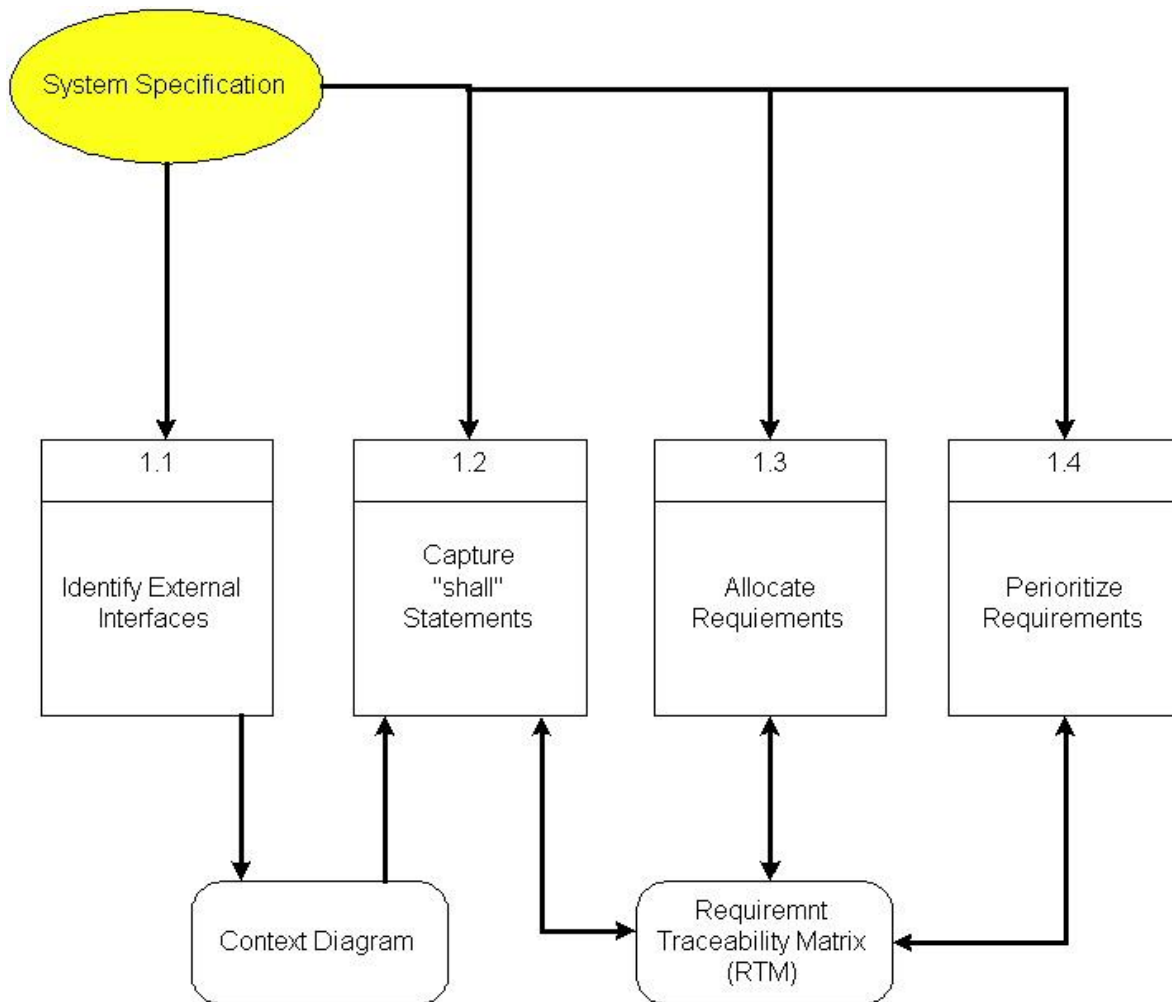 System Specification
1.1
Identify External
Interfaces
1.2
Capture
"shall"
Statements
1.3
Allocate
Requiements
1.4
Perioritize
Requirements
Context Diagram
Requiremnt
Traceability Matrix
(RTM)